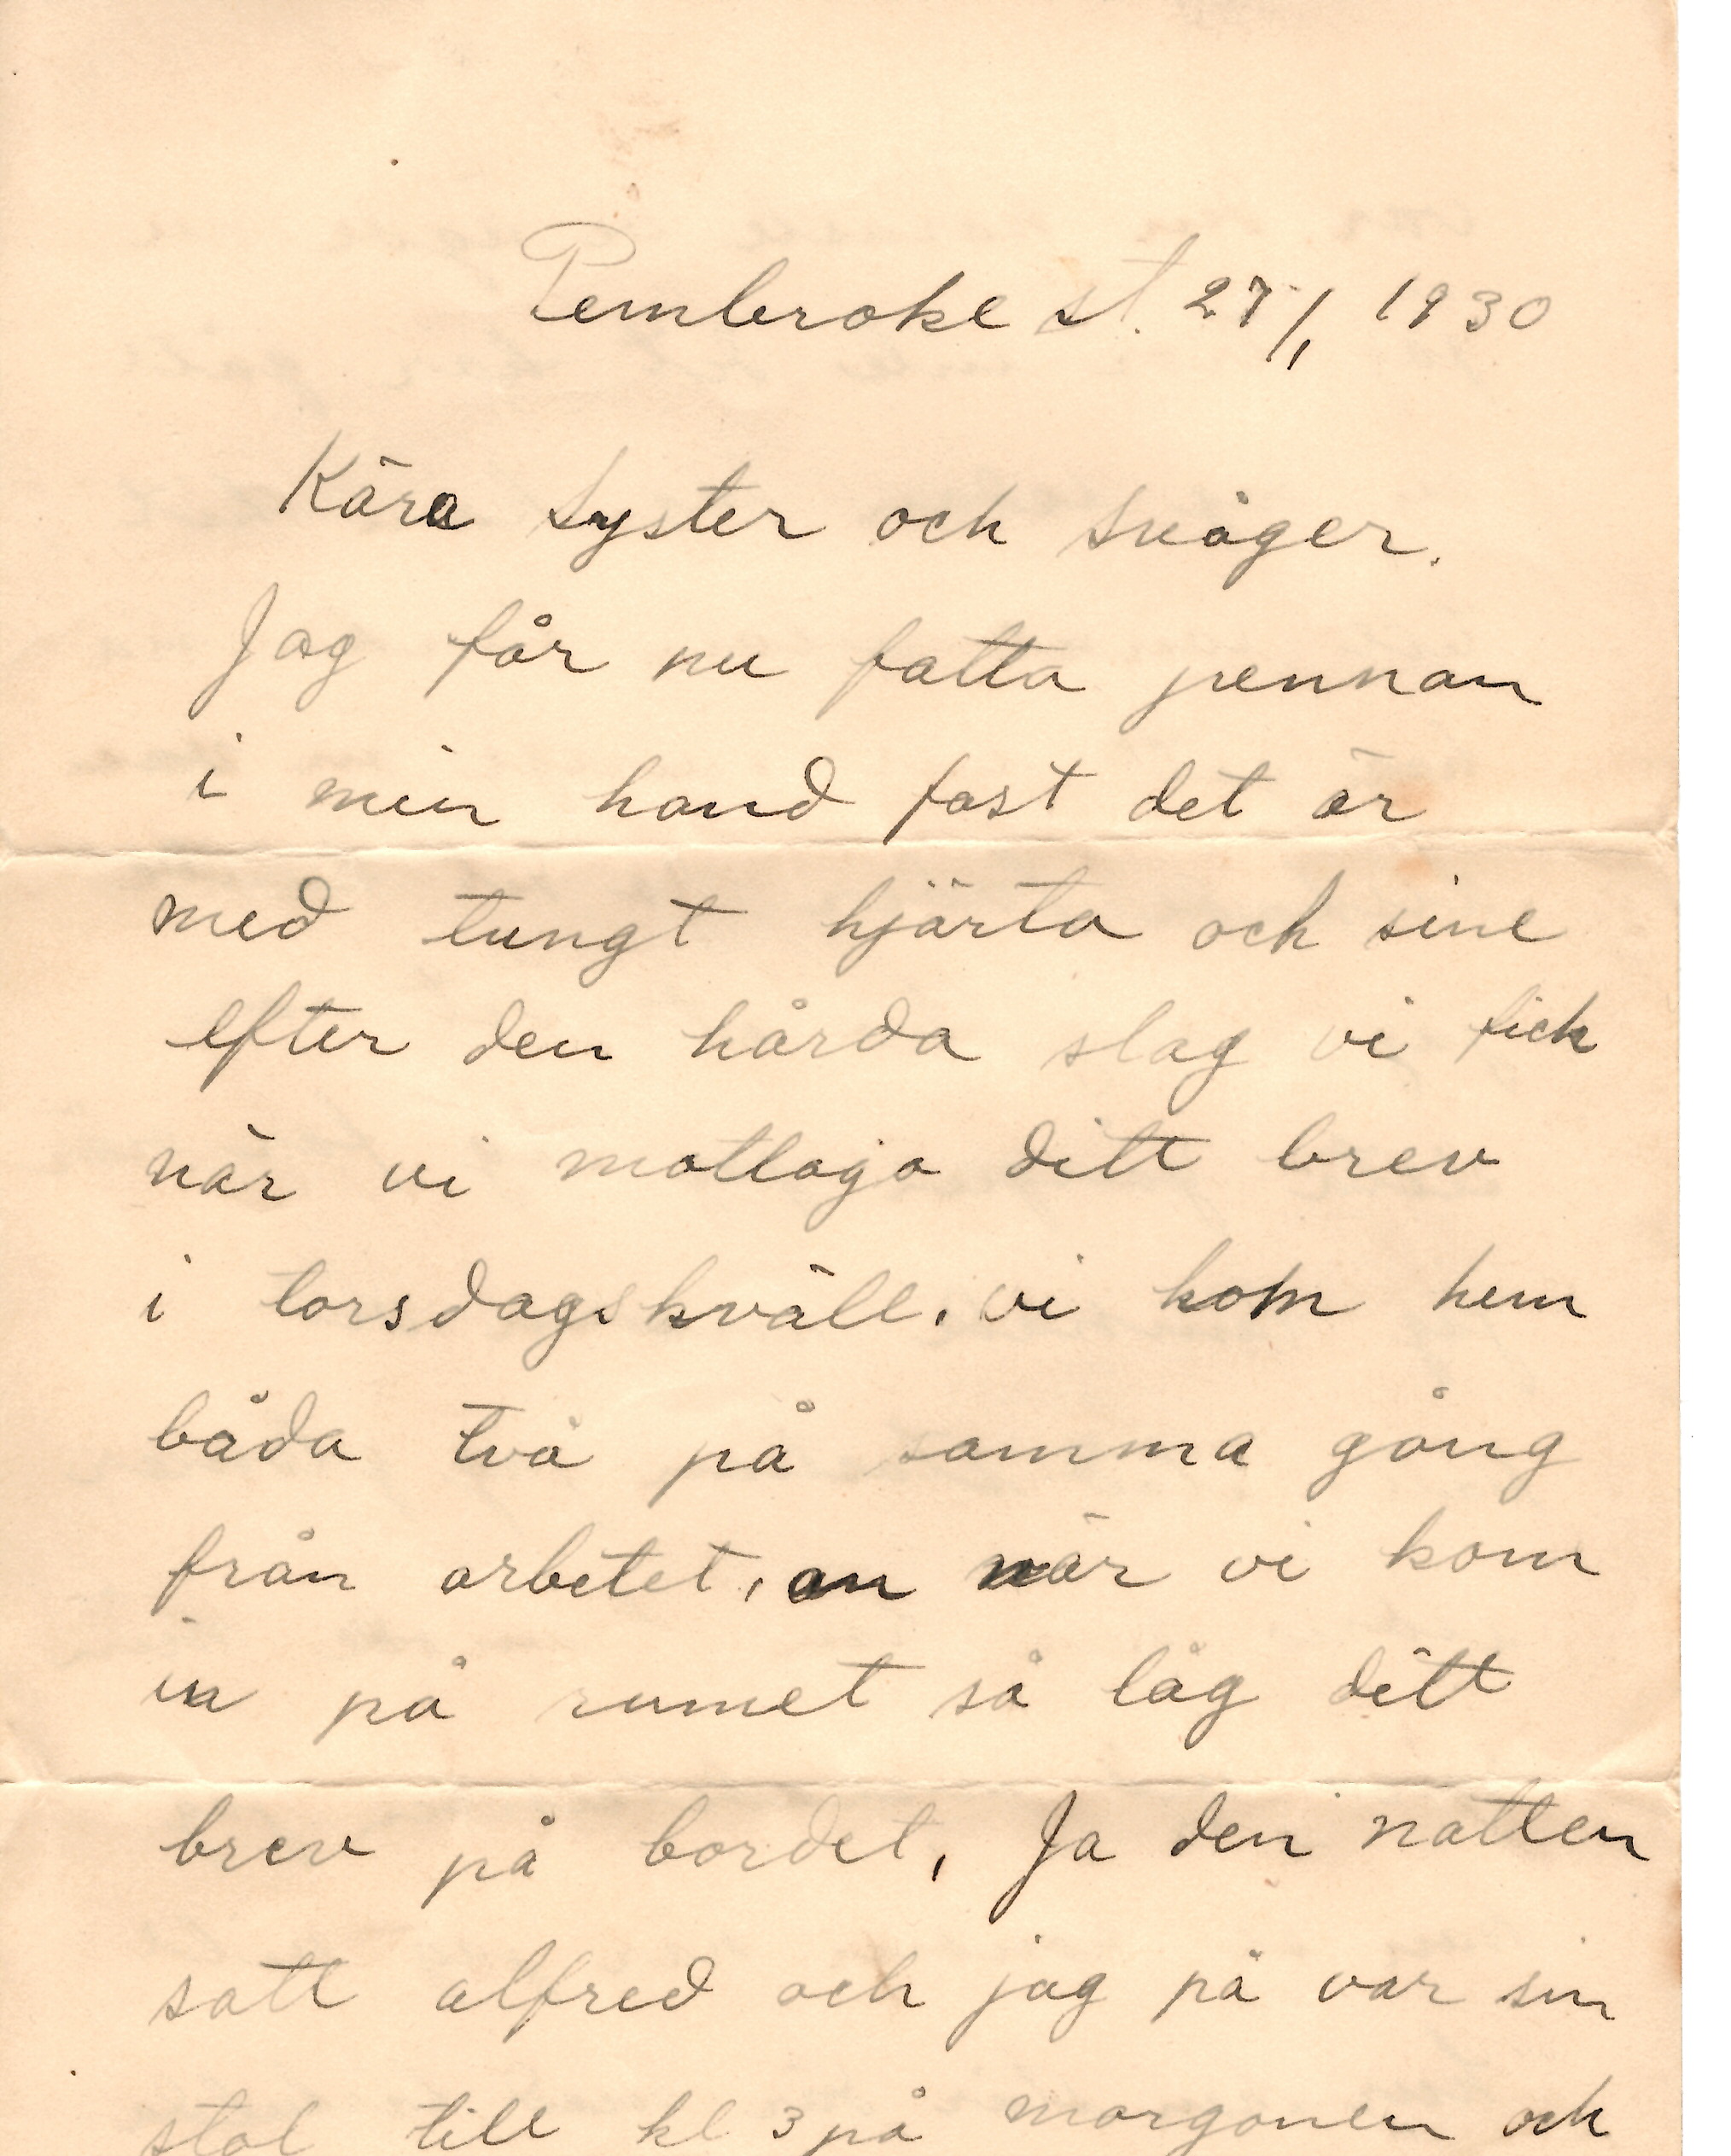 Pembroke st. 27/1 1930
Kära Syster och Svåger.
Jag får nu fatta pennan
i min hand fast det är
med tungt hjärta och sine
efter den hårda slag vi fick
när vi mottaga ditt brev
i torsdagskväll. vi kom hem
båda två på samma gång
från arbetet, an när vi kom
in på rumet så låg ditt
brev på bordet, Ja den natten
satt alfred och jag på var sin
stol till kl 3 på morgonen och